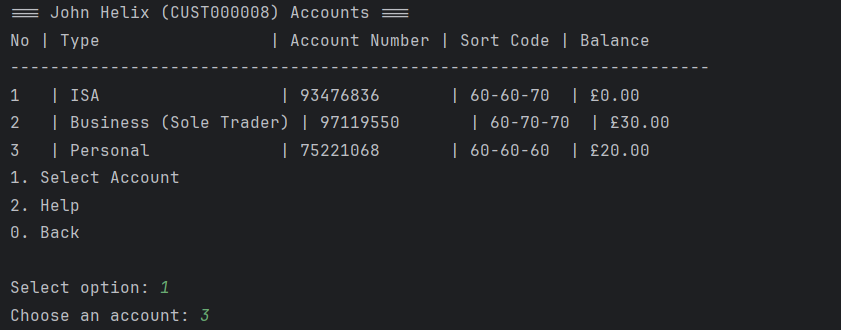 === John Helix (CUST000008) Accounts ===
No | Type                 | Account Number | Sort Code | Balance
----------------------------------------------------------------------
1   | ISA                  | 93476836       | 60-60-70  | £0.00
2   | Business (Sole Trader) | 97119550       | 60-70-70  | £30.00
3   | Personal             | 75221068       | 60-60-60  | £20.00
1. Select Account
2. Help
0. Back

Select option: 1
Choose an account: 3